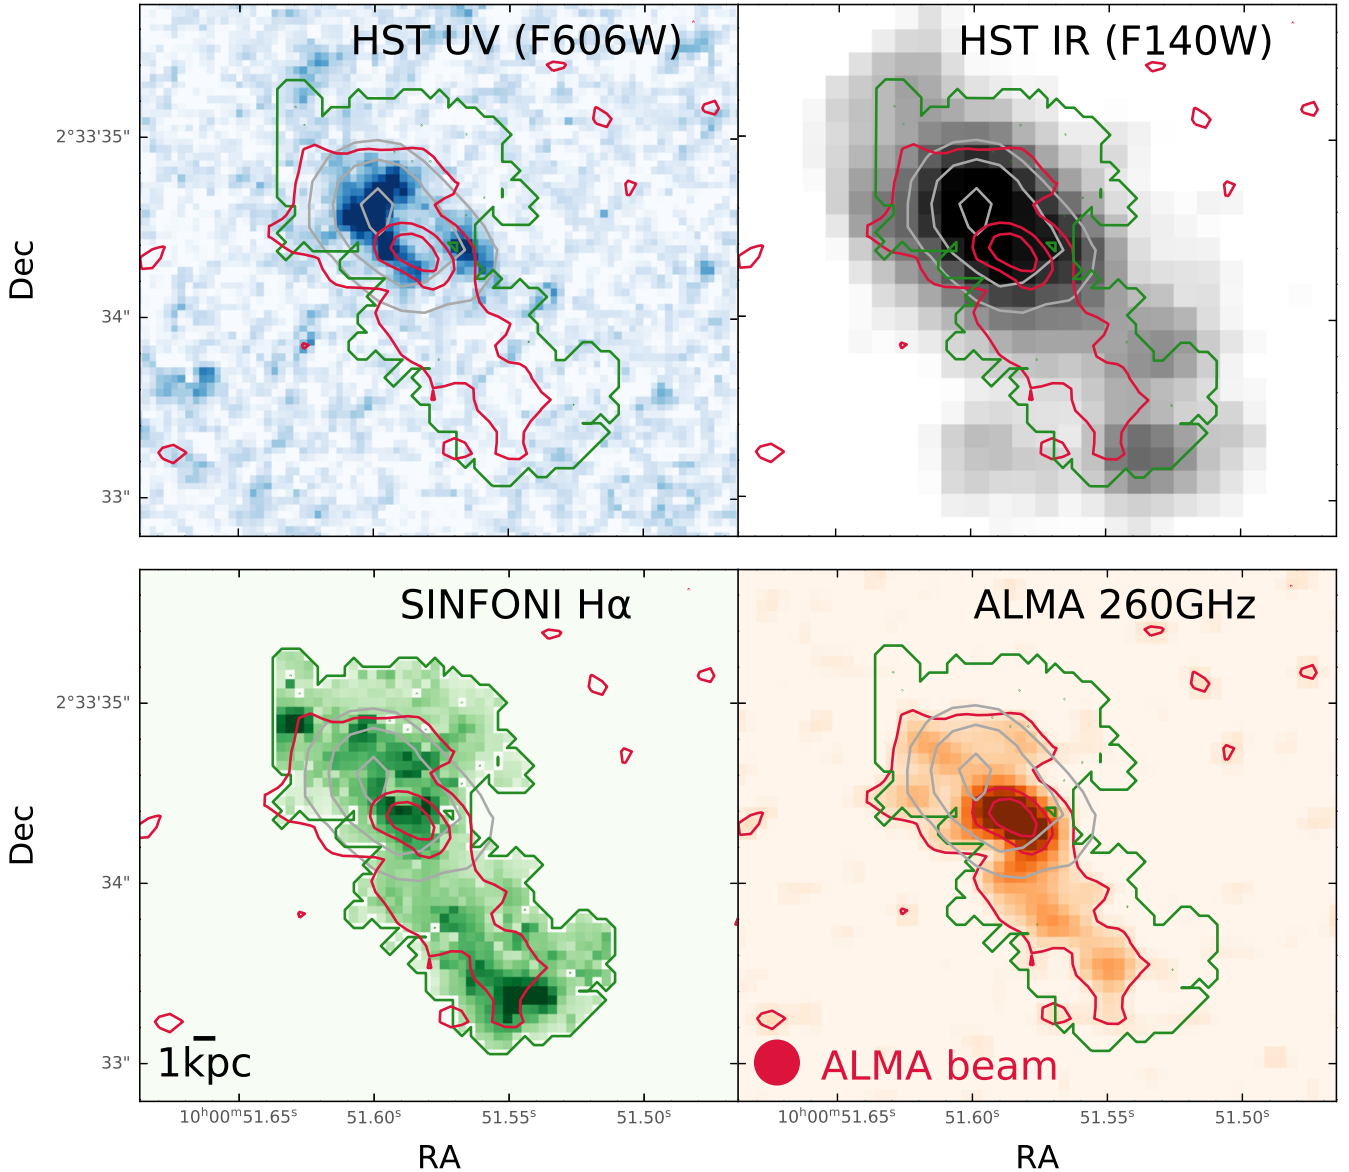 HST UV (F606W)
HST IR (F140W)
2°33'35"
34"
33"
Dec
SINFONI Hα
ALMA 260GHz
2°33'35"
34"
33"
Dec
1kpc
ALMA beam
10ʰ00ᵐ51.65ˢ
51.60ˢ
51.55ˢ
51.50ˢ
10ʰ00ᵐ51.65ˢ
51.60ˢ
51.55ˢ
51.50ˢ
RA
RA